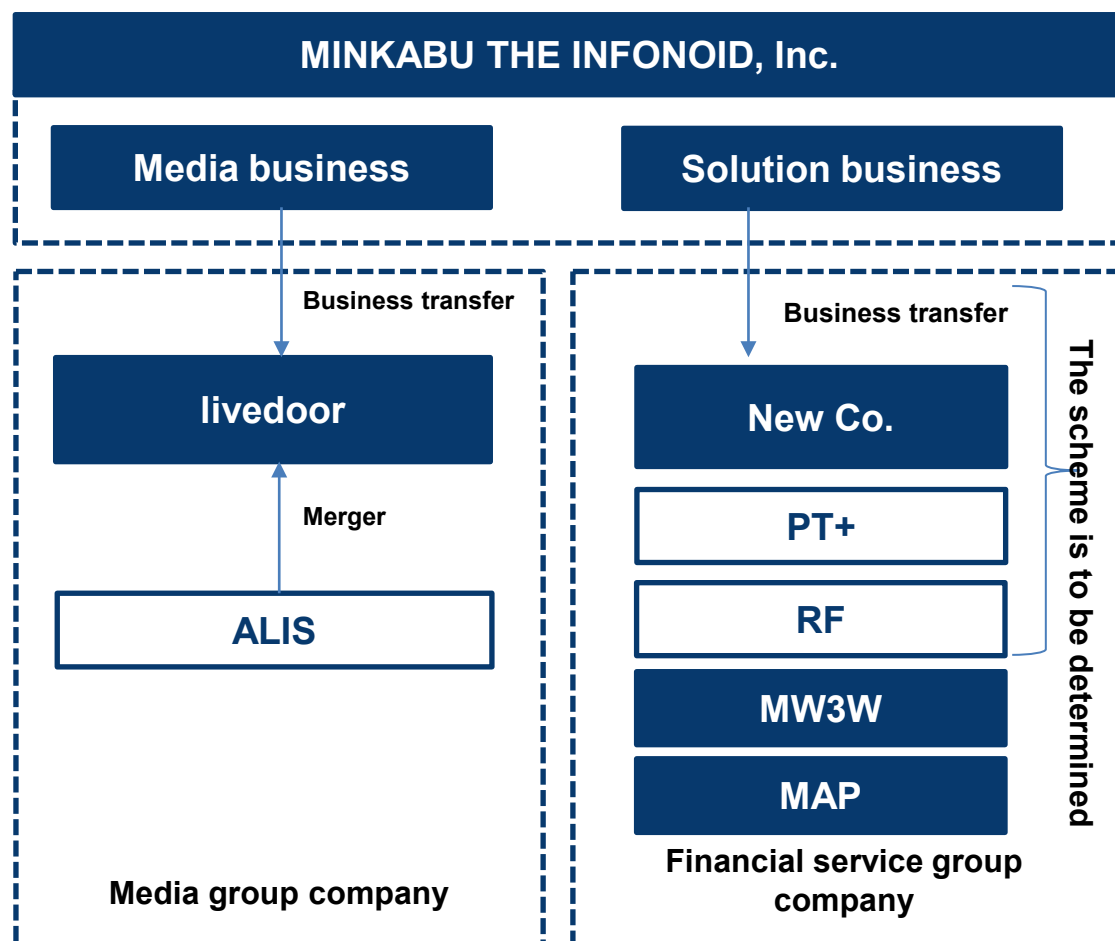 MINKABU THE INFONOID, Inc.
Media business
Solution business
Business transfer
livedoor
Merger
ALIS
Media group company
Business transfer
New Co.
PT+
RF
MW3W
MAP
The scheme is to be determined
Financial service group
company